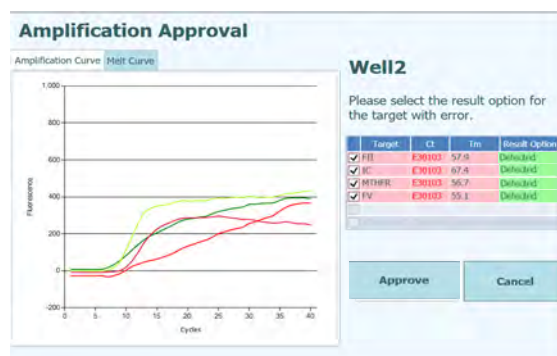 Amplification Approval
Amplification Curve Melt Curve
1,000
800
600
400
200
0
-200
0 5 10 15 20 25 30 35 40
Fluorescence
Cycles
Well2
Please select the result option for
the target with error.
Target Ct Tm Result Option
FII E30103 57.9 Detected
IC E30103 67.4 Detected
MTHFR E30103 56.7 Detected
FV E30103 55.1 Detected
Approve Cancel